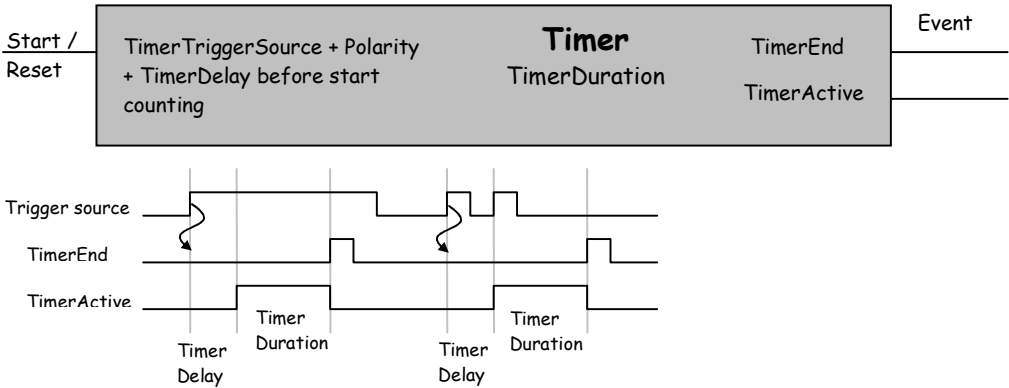 Start /
Reset
TimerTriggerSource + Polarity
+ TimerDelay before start
counting
Timer
TimerDuration
TimerEnd
TimerActive
Event
Trigger source
TimerEnd
TimerActive
Timer
Duration
Timer
Duration
Timer
Delay
Timer
Delay